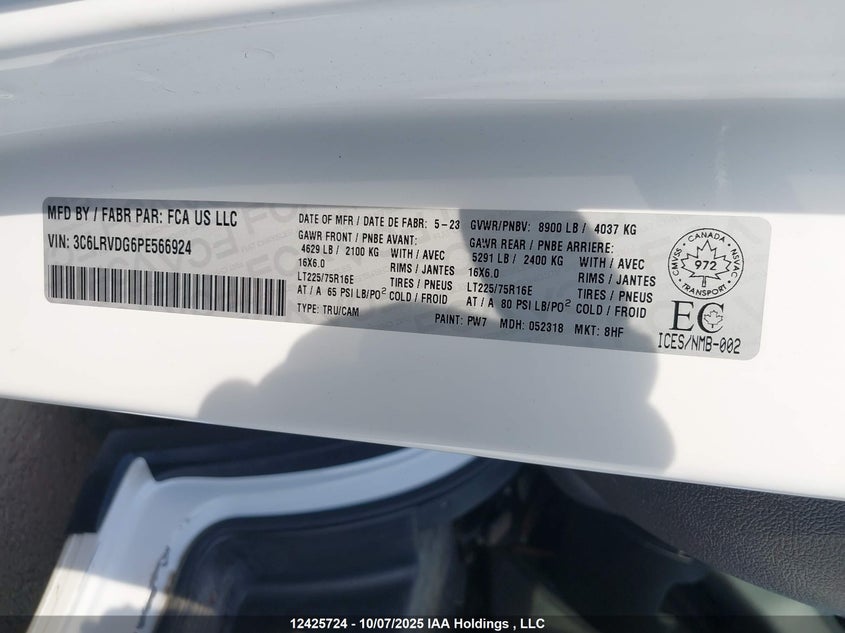 MFD BY / FABR PAR: FCA US LLC
VIN: 3C6LRVDG6PE566924
DATE OF MFR / DATE DE FABR: 5-23
GAWR FRONT / PNBE AVANT:
4629 LB / 2100 KG WITH / AVEC
16X6.0 RIMS / JANTES
LT225/75R16E TIRES / PNEUS
AT / A 65 PSI LB/PO² COLD / FROID
TYPE: TRU/CAM
GVWR/PNBV: 8900 LB / 4037 KG
GAWR REAR / PNBE ARRIERE:
5291 LB / 2400 KG WITH / AVEC
16X6.0 RIMS / JANTES
LT225/75R16E TIRES / PNEUS
AT / A 80 PSI LB/PO² COLD / FROID
PAINT: PW7 MDH: 052318 MKT: 8HF
CANADA
CMVSS NSVAC
972
TRANSPORT
EC
ICES/NMB-002
12425724 - 10/07/2025 IAA Holdings , LLC